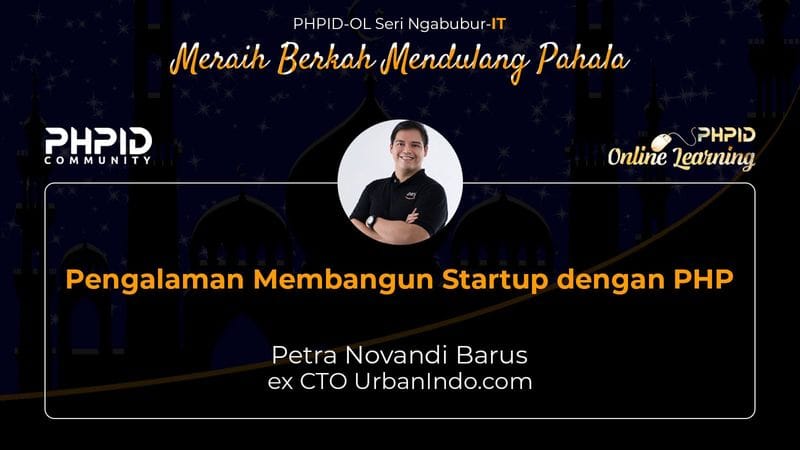 PHPID-OL Seri Ngabubur-IT
Meraih Berkah Mendulang Pahala
PHPID
COMMUNITY
PHPID
Online Learning
Pengalaman Membangun Startup dengan PHP
Petra Novandi Barus
ex CTO UrbanIndo.com